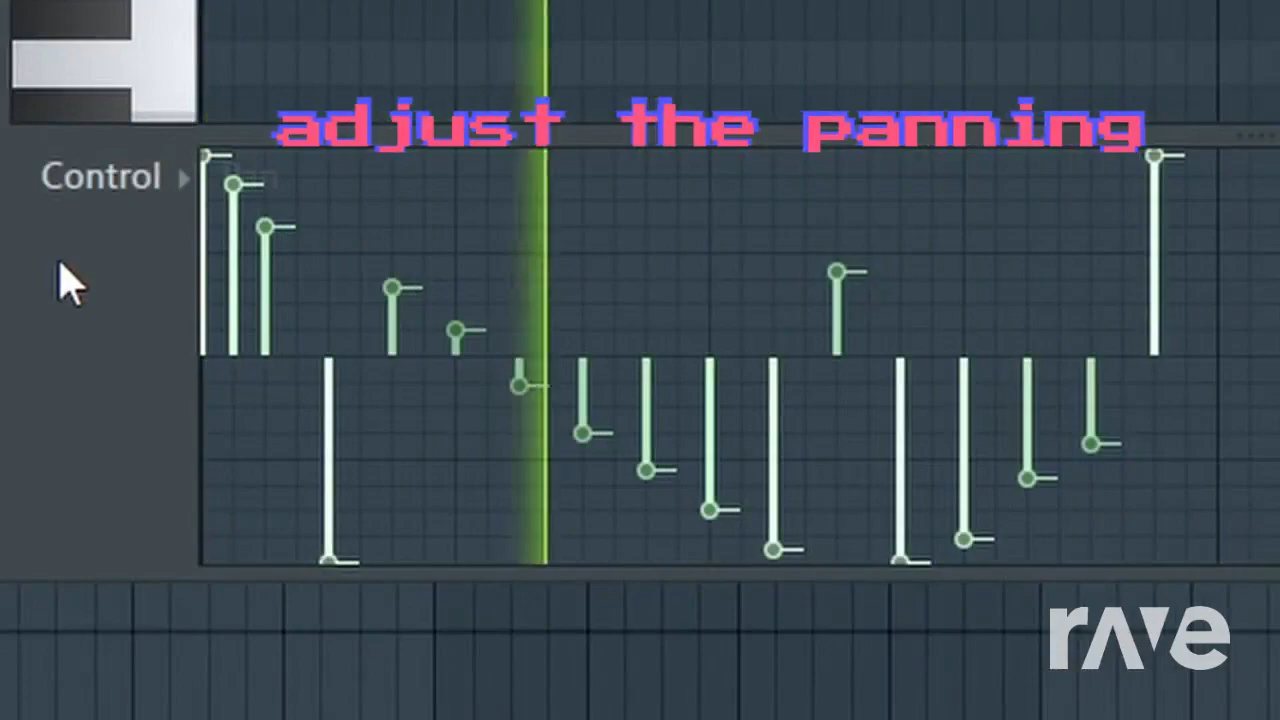 adjust the panning
Control
rave